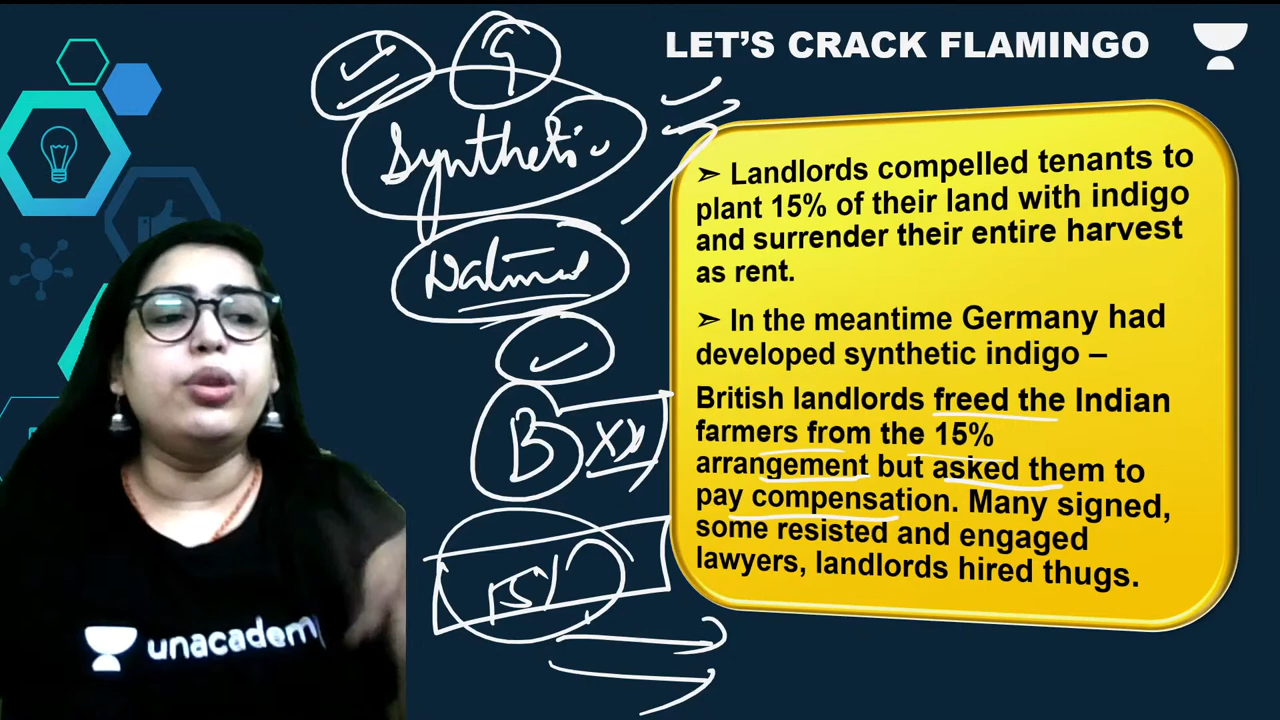 LET'S CRACK FLAMINGO
G
Synthetic
Natural
B
XX
15%
➢ Landlords compelled tenants to
plant 15% of their land with indigo
and surrender their entire harvest
as rent.
➢ In the meantime Germany had
developed synthetic indigo –
British landlords freed the Indian
farmers from the 15%
arrangement but asked them to
pay compensation. Many signed,
some resisted and engaged
lawyers, landlords hired thugs.
unacademy